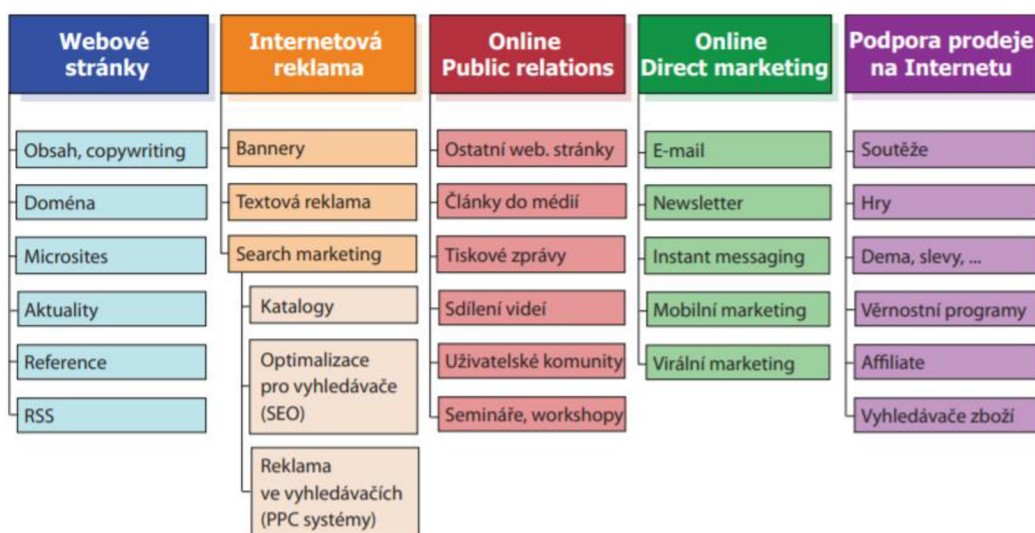 Webové
stránky
Obsah, copywriting
Doména
Microsites
Aktuality
Reference
RSS
Internetová
reklama
Bannery
Textová reklama
Search marketing
Katalogy
Optimalizace
pro vyhledávače
(SEO)
Reklama
ve vyhledávačích
(PPC systémy)
Online
Public relations
Ostatní web. stránky
Články do médií
Tiskové zprávy
Sdílení videí
Uživatelské komunity
Semináře, workshopy
Online
Direct marketing
E-mail
Newsletter
Instant messaging
Mobilní marketing
Virální marketing
Podpora prodeje
na Internetu
Soutěže
Hry
Dema, slevy, ...
Věrnostní programy
Affiliate
Vyhledávače zboží